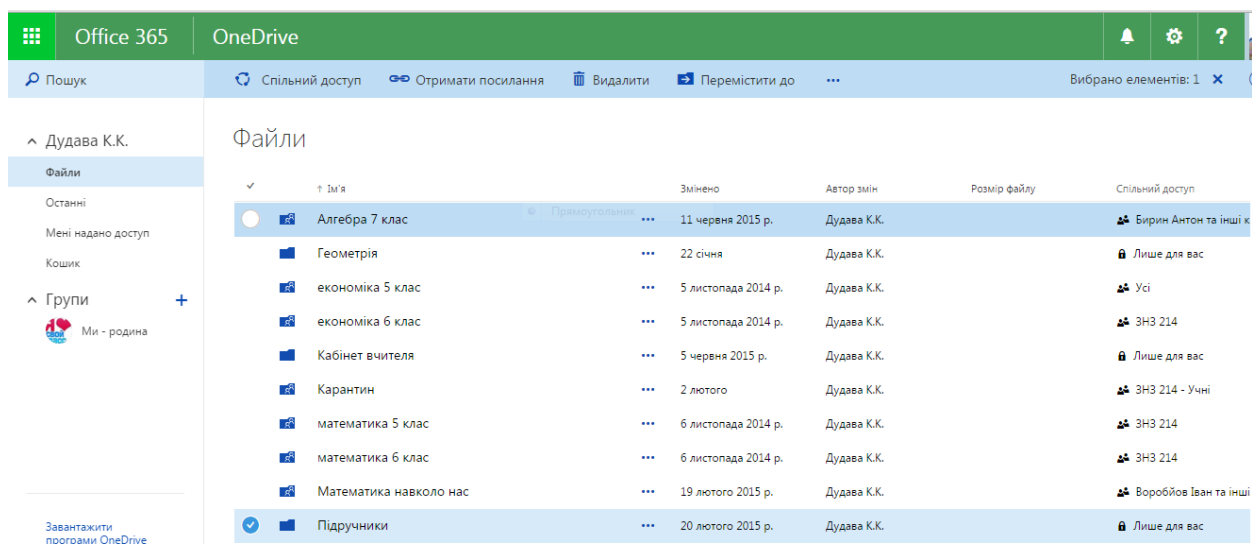 Office 365 OneDrive ?
Пошук Спільний доступ Отримати посилання Видалити Перемістити до ... Вибрано елементів: 1 ×
Дудава К.К.
Файли
Останні
Мені надано доступ
Кошик
Групи +
Ми - родина
Завантажити
програми OneDrive
Файли
↑ Ім'я Змінено Автор змін Розмір файлу Спільний доступ
Прямоугольник
Алгебра 7 клас ... 11 червня 2015 р. Дудава К.К. Бирин Антон та інші к
Геометрія ... 22 січня Дудава К.К. Лише для вас
економіка 5 клас ... 5 листопада 2014 р. Дудава К.К. Усі
економіка 6 клас ... 5 листопада 2014 р. Дудава К.К. ЗНЗ 214
Кабінет вчителя ... 5 червня 2015 р. Дудава К.К. Лише для вас
Карантин ... 2 лютого Дудава К.К. ЗНЗ 214 - Учні
математика 5 клас ... 6 листопада 2014 р. Дудава К.К. ЗНЗ 214
математика 6 клас ... 6 листопада 2014 р. Дудава К.К. ЗНЗ 214
Математика навколо нас ... 19 лютого 2015 р. Дудава К.К. Воробйов Іван та інші
Підручники ... 20 лютого 2015 р. Дудава К.К. Лише для вас